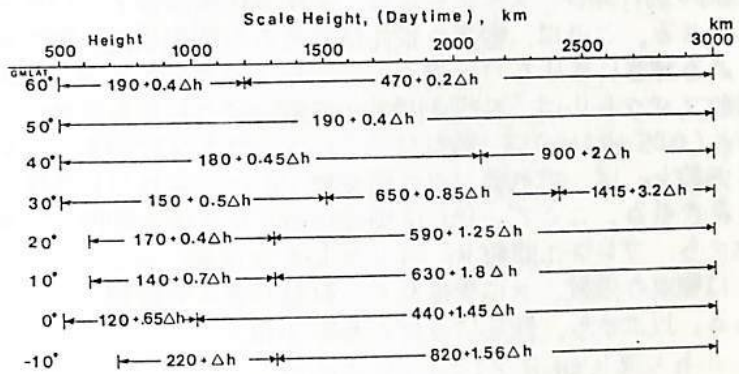 Scale Height, (Daytime), km
Height km
500 1000 1500 2000 2500 3000
GMLAT
60° 190+0.4Δh 470+0.2Δh
50° 190+0.4Δh
40° 180+0.45Δh 900+2Δh
30° 150+0.5Δh 650+0.85Δh 1415+3.2Δh
20° 170+0.4Δh 590+1.25Δh
10° 140+0.7Δh 630+1.8Δh
0° 120+.65Δh 440+1.45Δh
-10° 220+Δh 820+1.56Δh